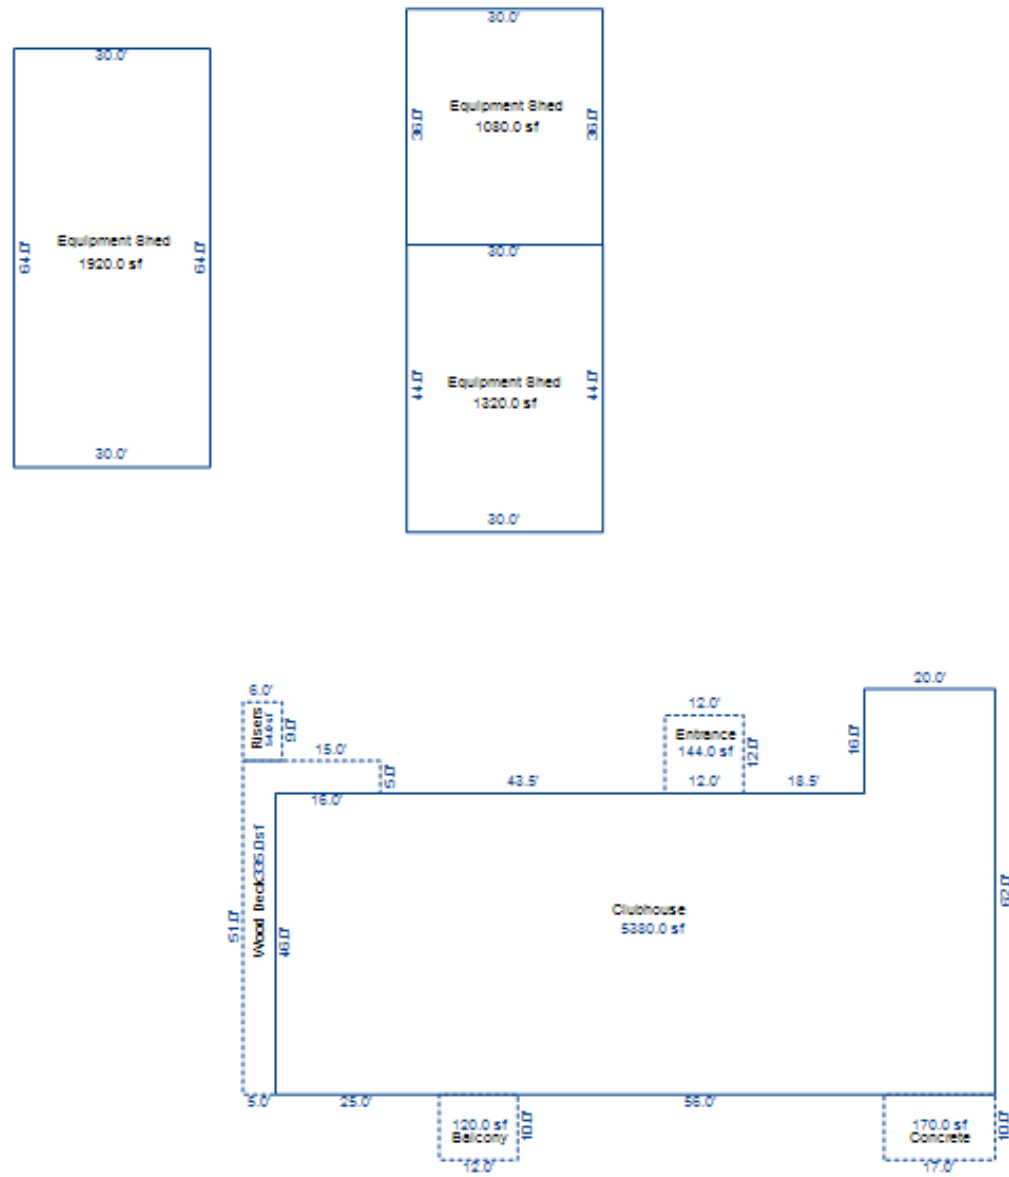 30.0'
64.0'
Equipment Shed
1920.0 sf
64.0'
30.0'
30.0'
36.0'
Equipment Shed
1080.0 sf
36.0'
30.0'
44.0'
Equipment Shed
1320.0 sf
44.0'
30.0'
6.0'
Risers
54.0 sf
9.0'
15.0'
5.0'
16.0'
43.5'
12.0'
Entrance
144.0 sf
12.0'
12.0'
18.5'
16.0'
20.0'
62.0'
51.0'
Wood Deck 335.0 sf
46.0'
Clubhouse
5380.0 sf
5.0'
25.0'
56.0'
120.0 sf
Balcony
10.0'
12.0'
170.0 sf
Concrete
10.0'
17.0'